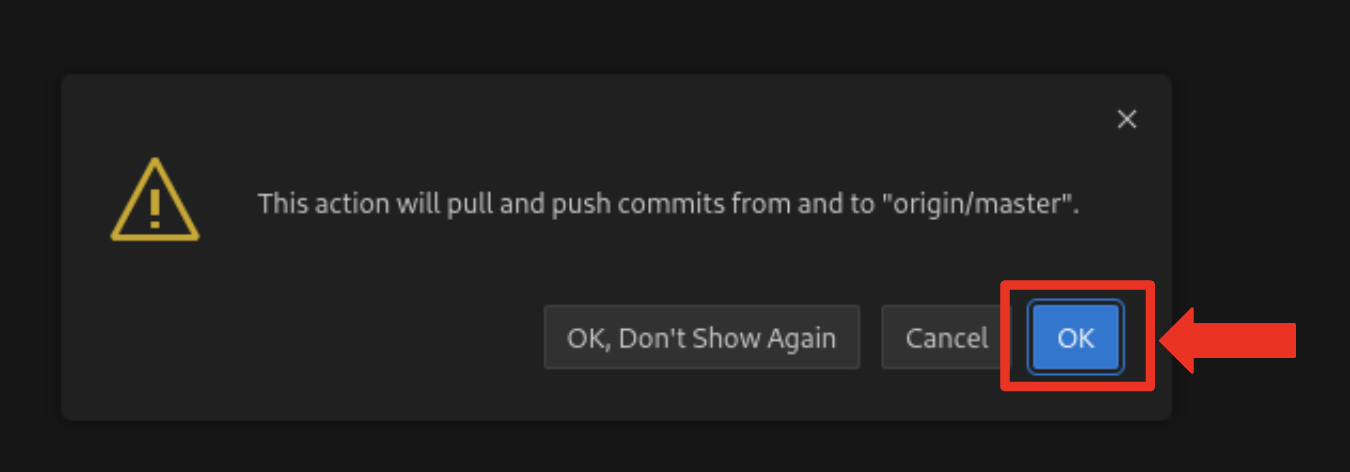 This action will pull and push commits from and to "origin/master".
OK, Don't Show Again
Cancel
OK